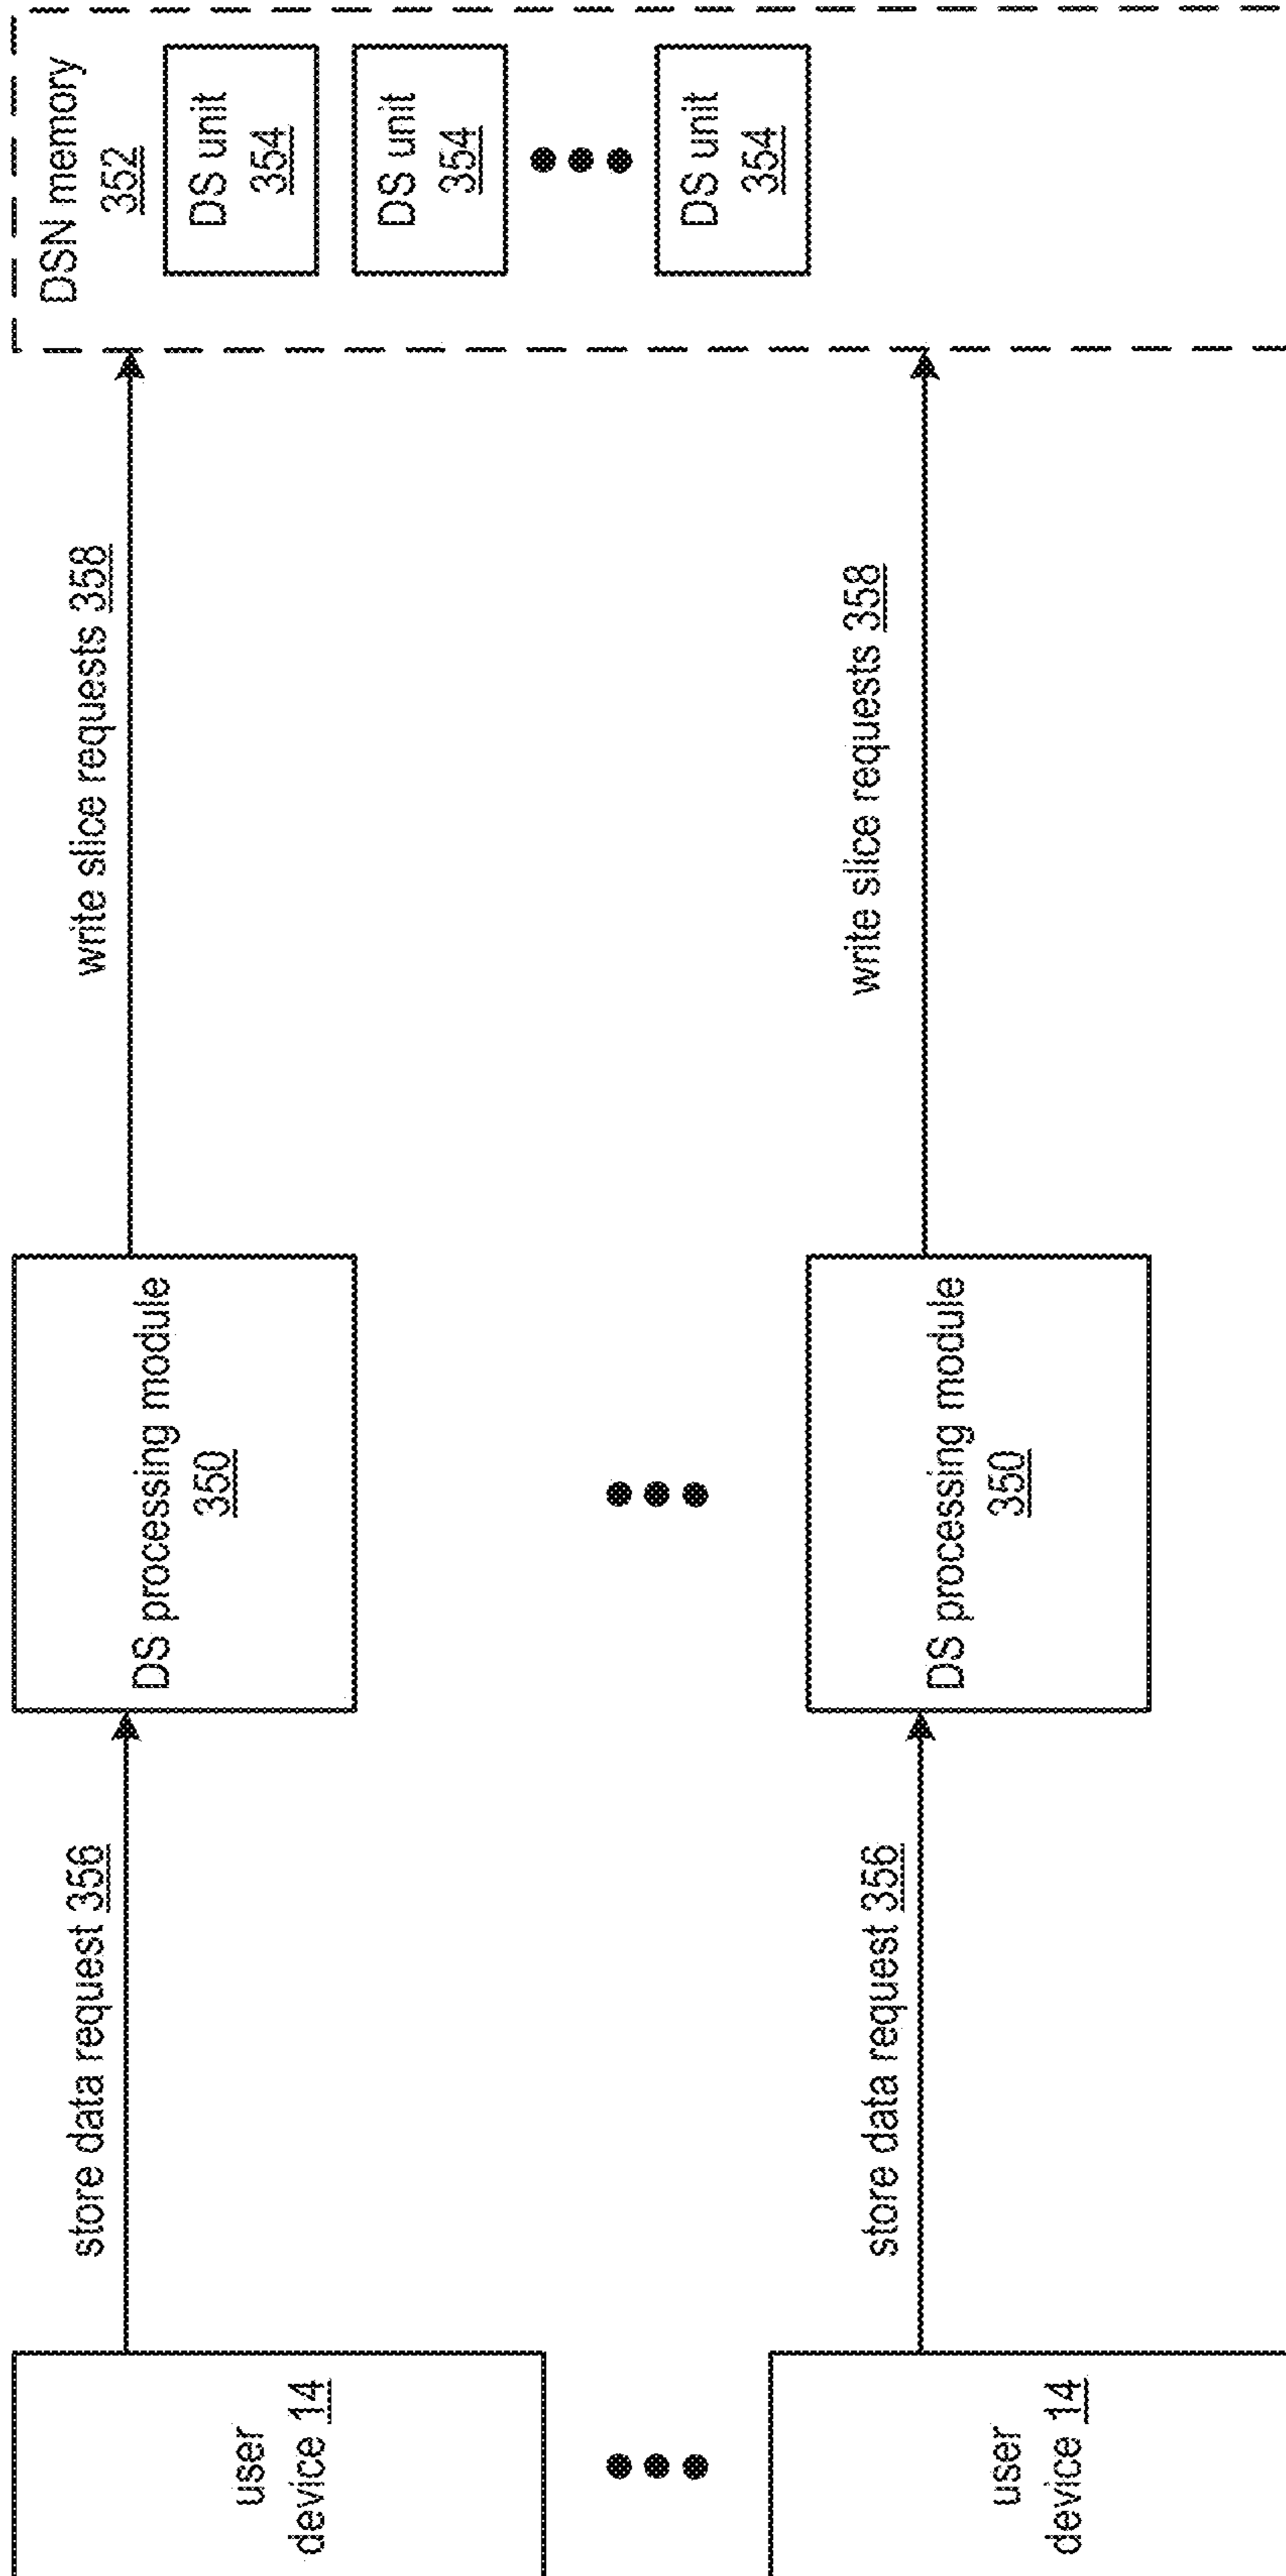 user
device 14
store data request 356
DS processing module
350
write slice requests 358
DSN memory
352
DS unit
354
DS unit
354
DS unit
354
user
device 14
store data request 356
DS processing module
350
write slice requests 358